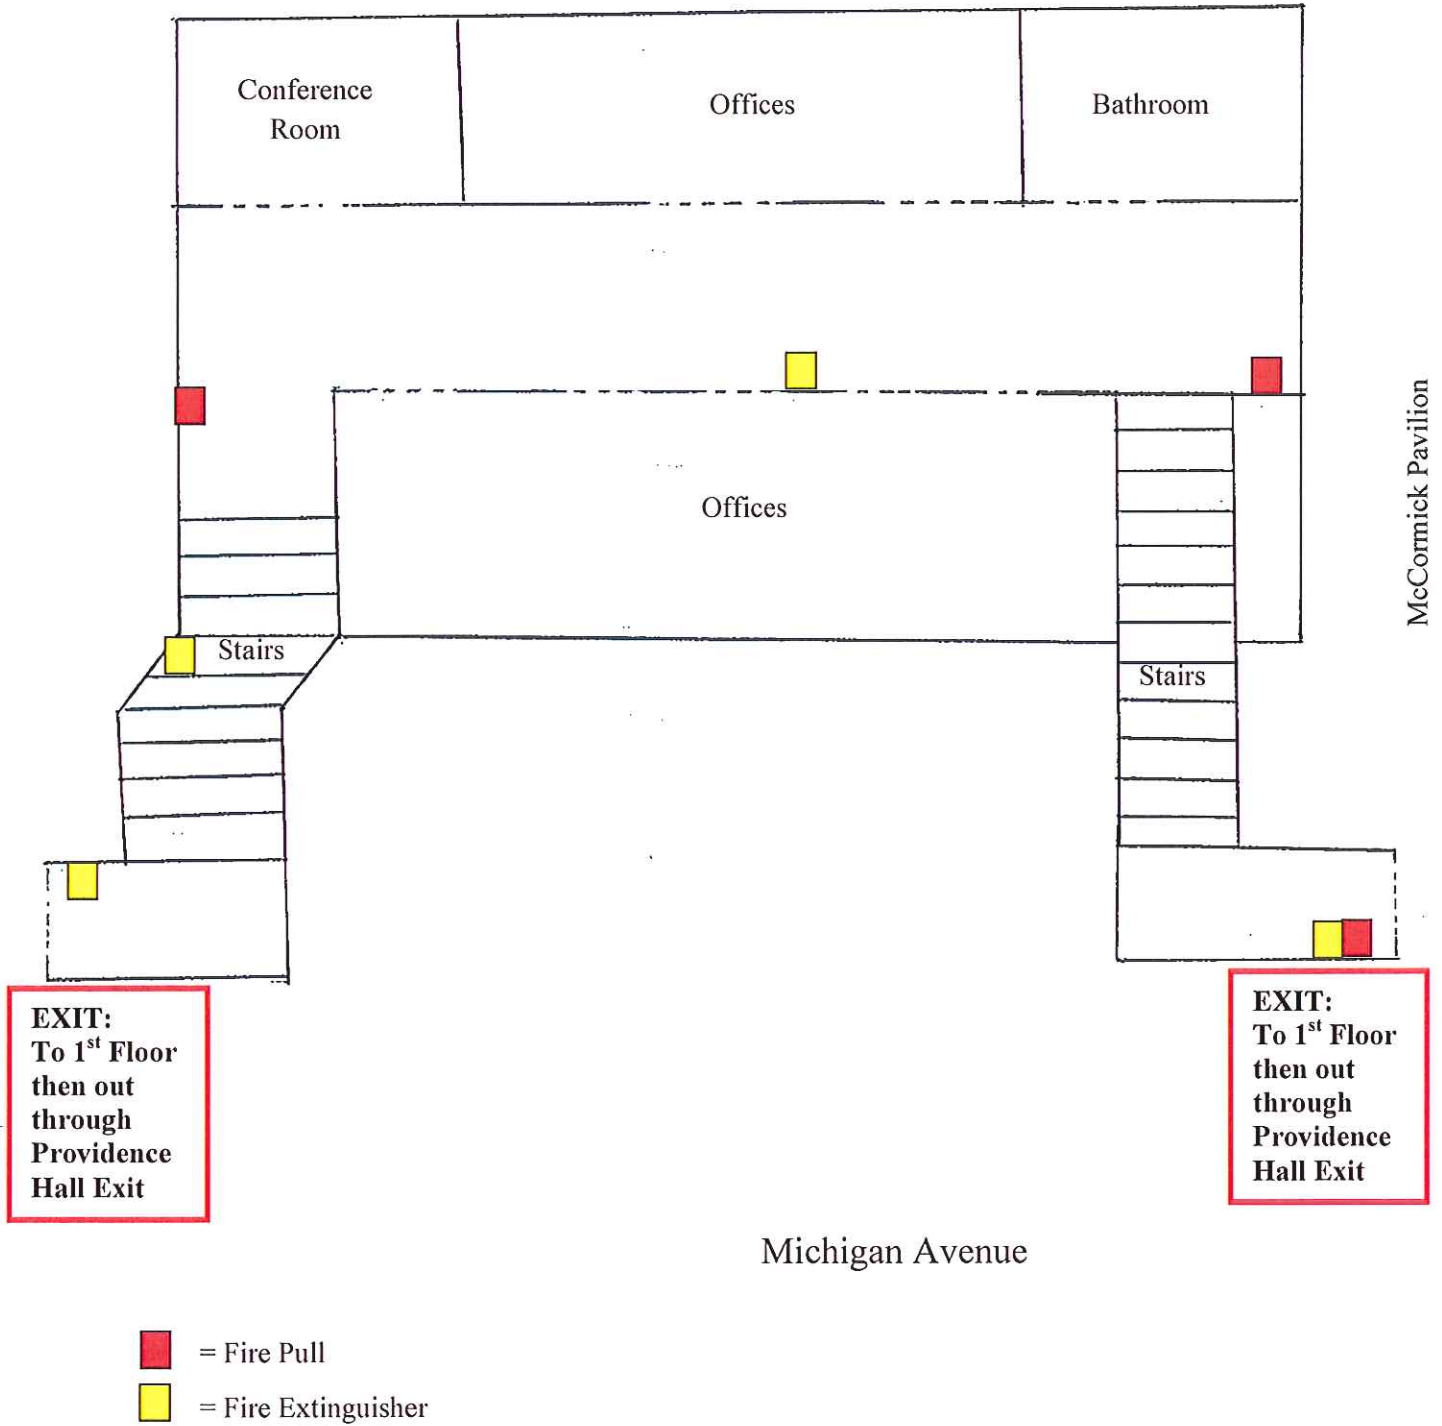 Conference
Room
Offices
Bathroom
McCormick Pavilion
Offices
Stairs
Stairs
EXIT:
To 1st Floor
then out
through
Providence
Hall Exit
EXIT:
To 1st Floor
then out
through
Providence
Hall Exit
Michigan Avenue
= Fire Pull
= Fire Extinguisher